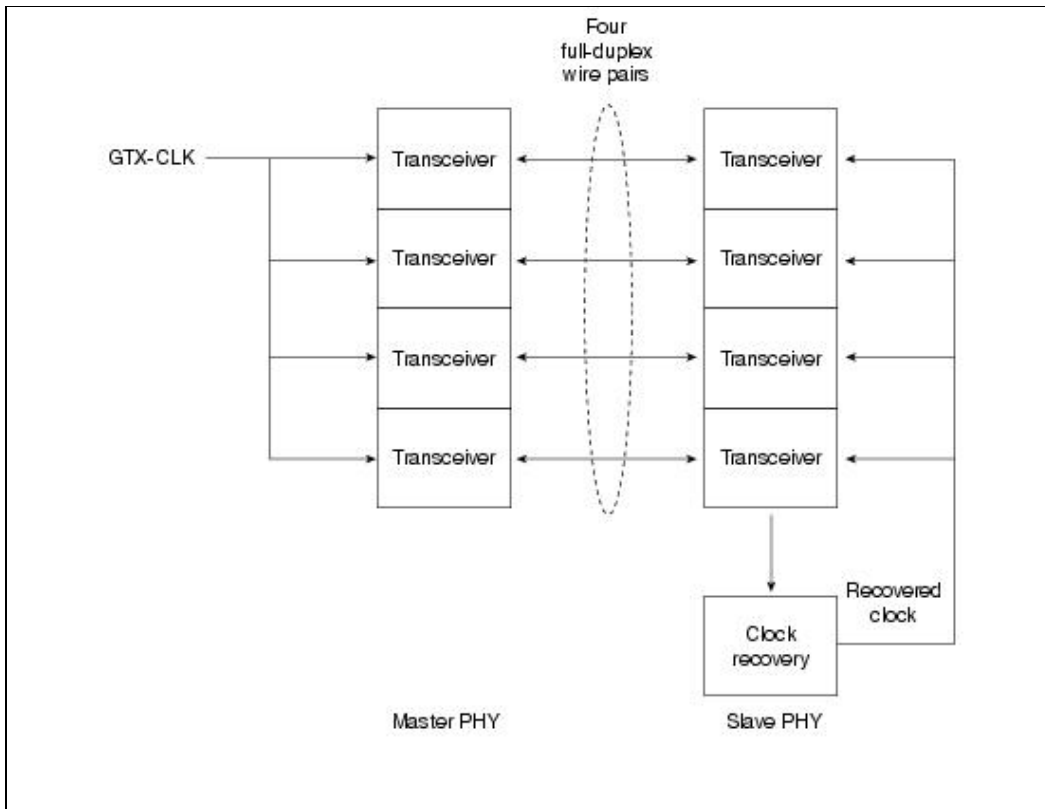 Four
full-duplex
wire pairs
GTX-CLK
Transceiver
Transceiver
Transceiver
Transceiver
Transceiver
Transceiver
Transceiver
Transceiver
Recovered
clock
Clock
recovery
Master PHY
Slave PHY